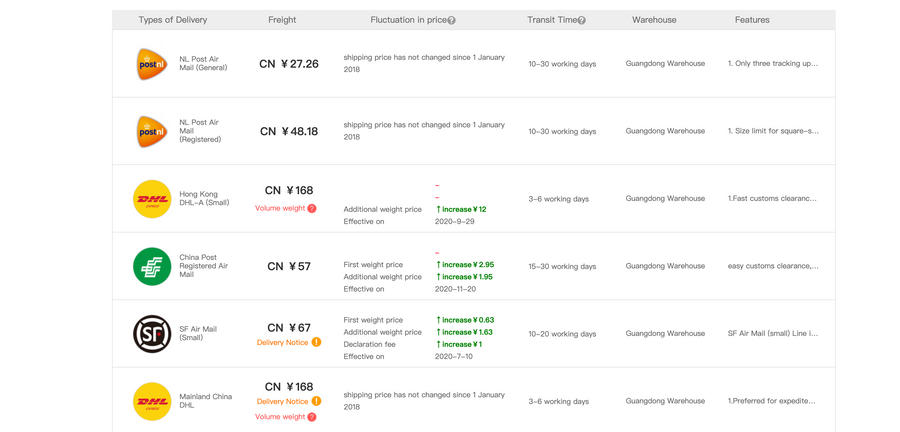 Types of Delivery Freight Fluctuation in price? Transit Time? Warehouse Features
postnl
NL Post Air
Mail (General)
CN ￥27.26
shipping price has not changed since 1 January
2018
10-30 working days
Guangdong Warehouse
1. Only three tracking up...
postnl
NL Post Air
Mail
(Registered)
CN ￥48.18
shipping price has not changed since 1 January
2018
10-30 working days
Guangdong Warehouse
1. Size limit for square-s...
DHL
EXPRESS
Hong Kong
DHL-A (Small)
CN ￥168
Volume weight ?
-
-
Additional weight price ↑increase￥12
Effective on 2020-9-29
3-6 working days
Guangdong Warehouse
1.Fast customs clearanc...
China Post
Registered Air
Mail
CN ￥57
-
First weight price ↑increase￥2.95
Additional weight price ↑increase￥1.95
Effective on 2020-11-20
15-30 working days
Guangdong Warehouse
easy customs clearance,...
SF
SF Air Mail
(Small)
CN ￥67
Delivery Notice !
First weight price ↑increase￥0.63
Additional weight price ↑increase￥1.63
Declaration fee ↑increase￥1
Effective on 2020-7-10
10-20 working days
Guangdong Warehouse
SF Air Mail (small) Line I...
DHL
EXPRESS
Mainland China
DHL
CN ￥168
Delivery Notice !
Volume weight ?
shipping price has not changed since 1 January
2018
3-6 working days
Guangdong Warehouse
1.Preferred for expedite...